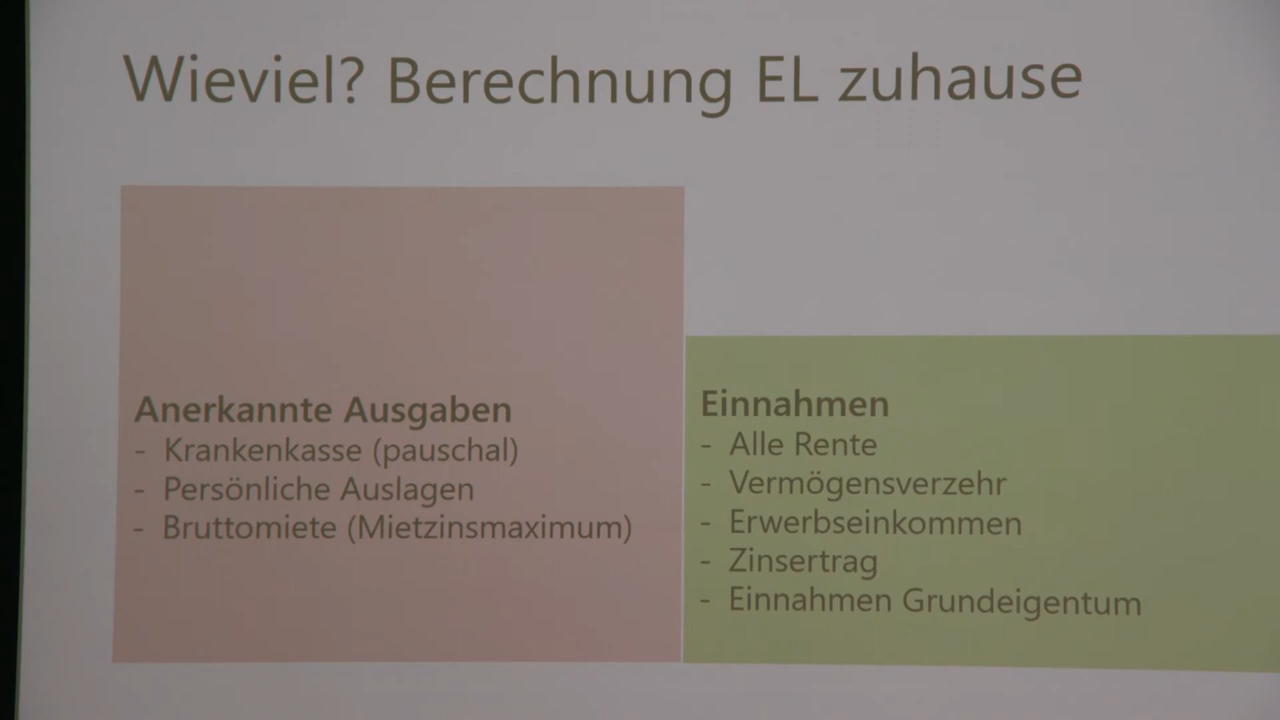 Wieviel? Berechnung EL zuhause
Anerkannte Ausgaben
- Krankenkasse (pauschal)
- Persönliche Auslagen
- Bruttomiete (Mietzinsmaximum)
Einnahmen
- Alle Rente
- Vermögensverzehr
- Erwerbseinkommen
- Zinsertrag
- Einnahmen Grundeigentum